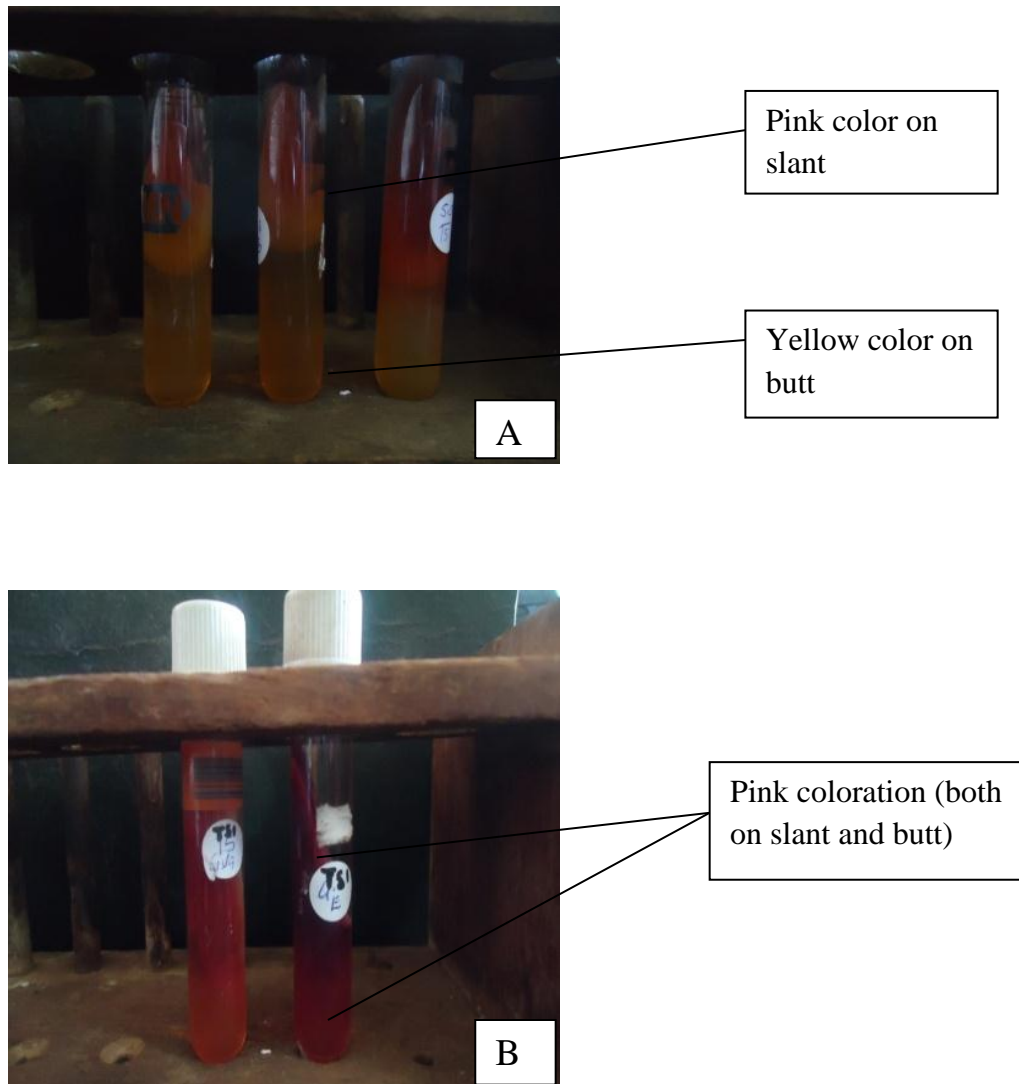 Pink color on
slant
Yellow color on
butt
A
Pink coloration (both
on slant and butt)
TSI
TSI
E
B